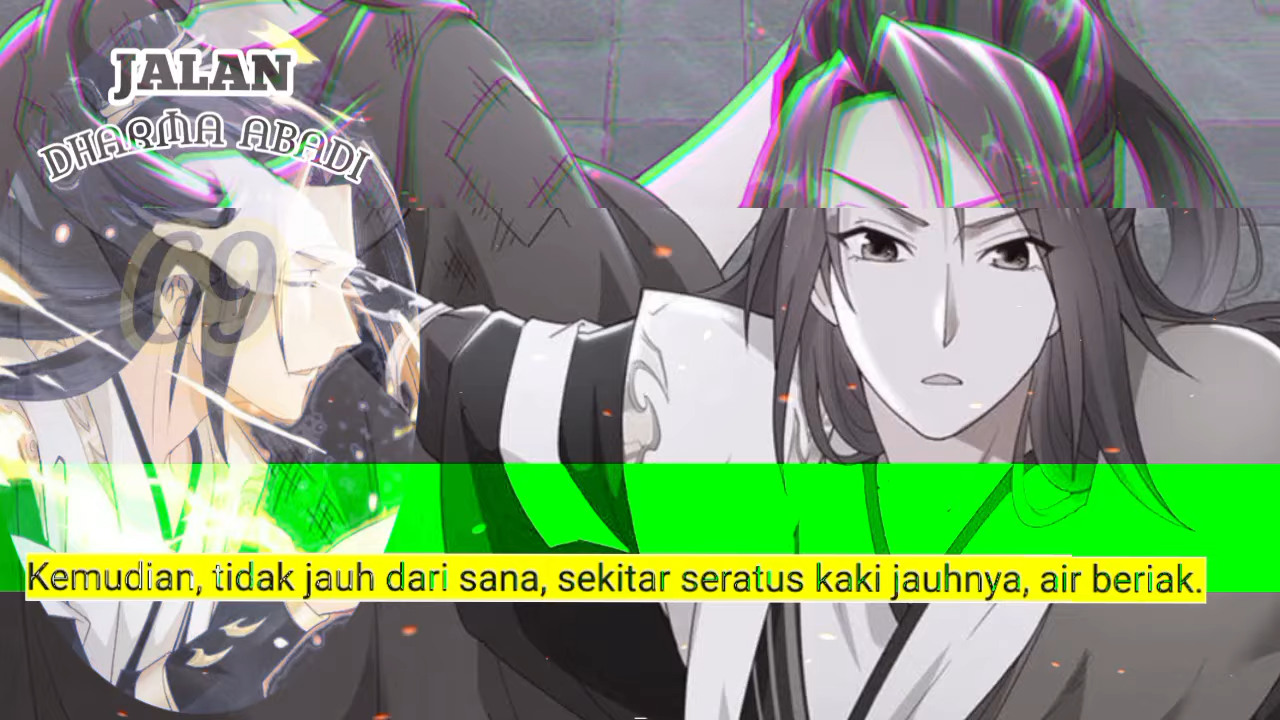 JALAN
DHARMA ABADI
69
Kemudian, tidak jauh dari sana, sekitar seratus kaki jauhnya, air beriak.